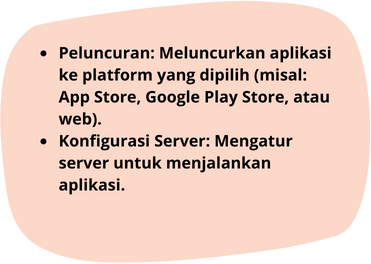 • Peluncuran: Meluncurkan aplikasi
ke platform yang dipilih (misal:
App Store, Google Play Store, atau
web).
• Konfigurasi Server: Mengatur
server untuk menjalankan
aplikasi.